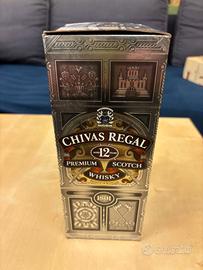 CHIVAS REGAL
12
PREMIUM SCOTCH
WHISKY
1801